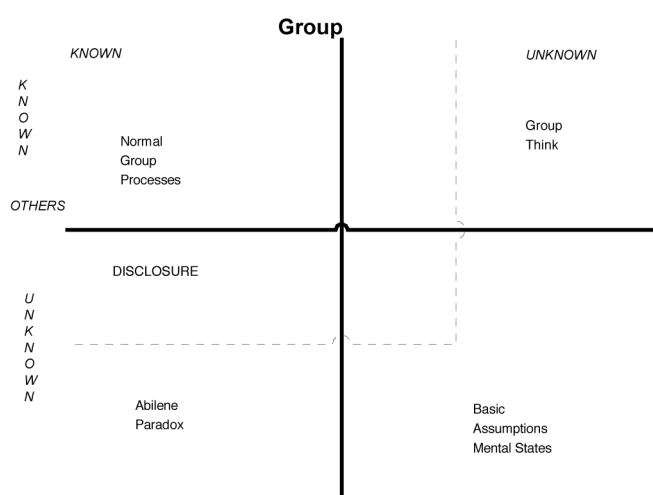 Group
KNOWN
UNKNOWN
K
N
O
W
N
Group
Think
Normal
Group
Processes
OTHERS
DISCLOSURE
U
N
K
N
O
W
N
Abilene
Paradox
Basic
Assumptions
Mental States